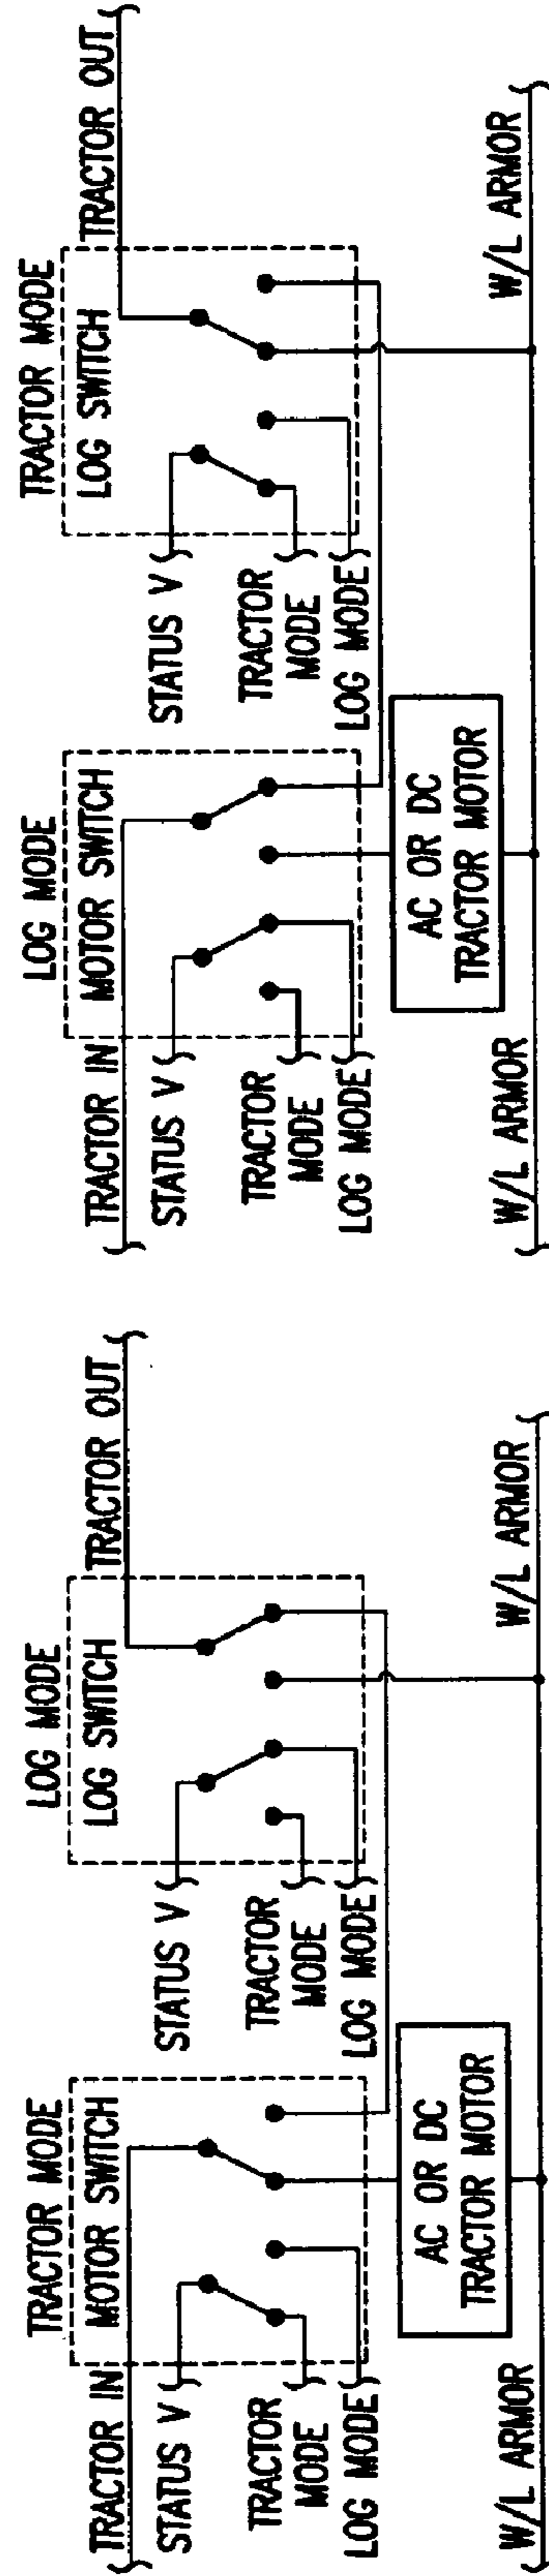 TRACTOR MODE
MOTOR SWITCH
TRACTOR IN
STATUS V
TRACTOR
MODE
LOG MODE
AC OR DC
TRACTOR MOTOR
W/L ARMOR
LOG MODE
LOG SWITCH
TRACTOR OUT
STATUS V
TRACTOR
MODE
LOG MODE
W/L ARMOR
LOG MODE
MOTOR SWITCH
TRACTOR IN
STATUS V
TRACTOR
MODE
LOG MODE
AC OR DC
TRACTOR MOTOR
W/L ARMOR
TRACTOR MODE
LOG SWITCH
TRACTOR OUT
STATUS V
TRACTOR
MODE
LOG MODE
W/L ARMOR